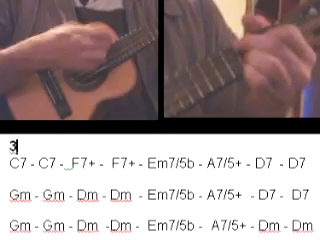 3
C7 - C7 - F7+ - F7+ - Em7/5b - A7/5+ - D7 - D7
Gm - Gm - Dm - Dm - Em7/5b - A7/5+ - D7 - D7
Gm - Gm - Dm -Dm - Em7/5b - A7/5+ - Dm - Dm